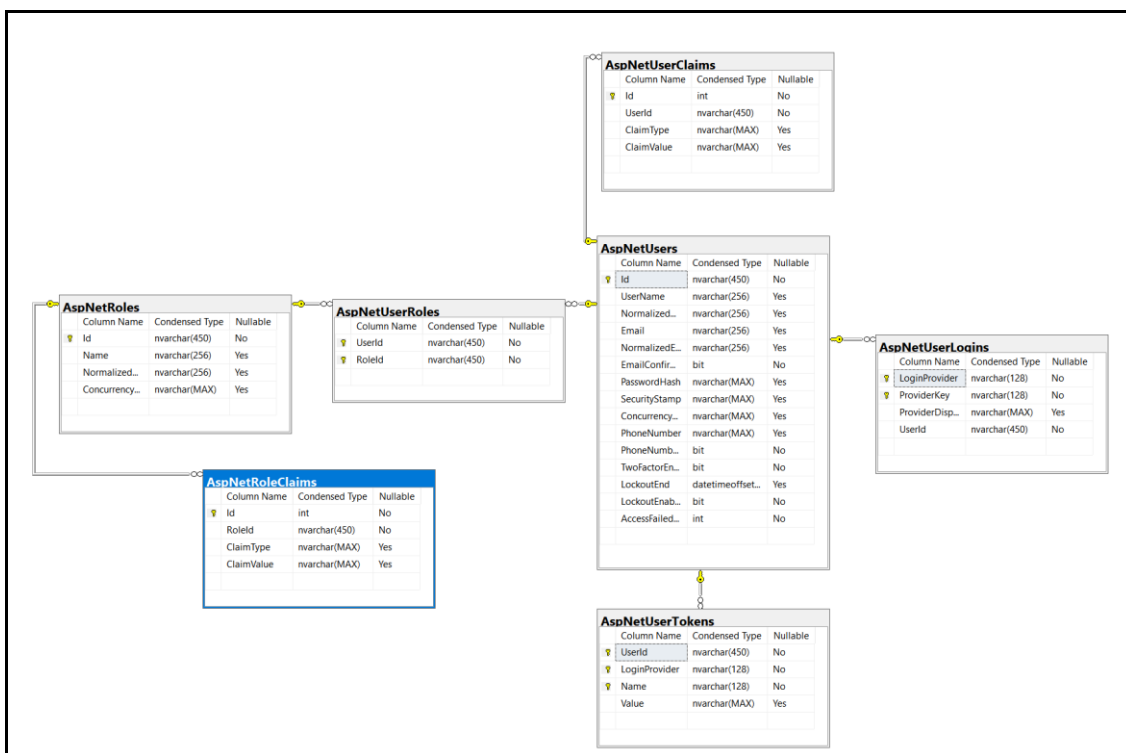 AspNetUserClaims
Column Name Condensed Type Nullable
Id int No
UserId nvarchar(450) No
ClaimType nvarchar(MAX) Yes
ClaimValue nvarchar(MAX) Yes
AspNetUsers
Column Name Condensed Type Nullable
Id nvarchar(450) No
UserName nvarchar(256) Yes
Normalized... nvarchar(256) Yes
Email nvarchar(256) Yes
NormalizedE... nvarchar(256) Yes
EmailConfir... bit No
PasswordHash nvarchar(MAX) Yes
SecurityStamp nvarchar(MAX) Yes
Concurrency... nvarchar(MAX) Yes
PhoneNumber nvarchar(MAX) Yes
PhoneNumb... bit No
TwoFactorEn... bit No
LockoutEnd datetimeoffset... Yes
LockoutEnab... bit No
AccessFailed... int No
AspNetRoles
Column Name Condensed Type Nullable
Id nvarchar(450) No
Name nvarchar(256) Yes
Normalized... nvarchar(256) Yes
Concurrency... nvarchar(MAX) Yes
AspNetUserRoles
Column Name Condensed Type Nullable
UserId nvarchar(450) No
RoleId nvarchar(450) No
AspNetUserLogins
Column Name Condensed Type Nullable
LoginProvider nvarchar(128) No
ProviderKey nvarchar(128) No
ProviderDisp... nvarchar(MAX) Yes
UserId nvarchar(450) No
AspNetRoleClaims
Column Name Condensed Type Nullable
Id int No
RoleId nvarchar(450) No
ClaimType nvarchar(MAX) Yes
ClaimValue nvarchar(MAX) Yes
AspNetUserTokens
Column Name Condensed Type Nullable
UserId nvarchar(450) No
LoginProvider nvarchar(128) No
Name nvarchar(128) No
Value nvarchar(MAX) Yes